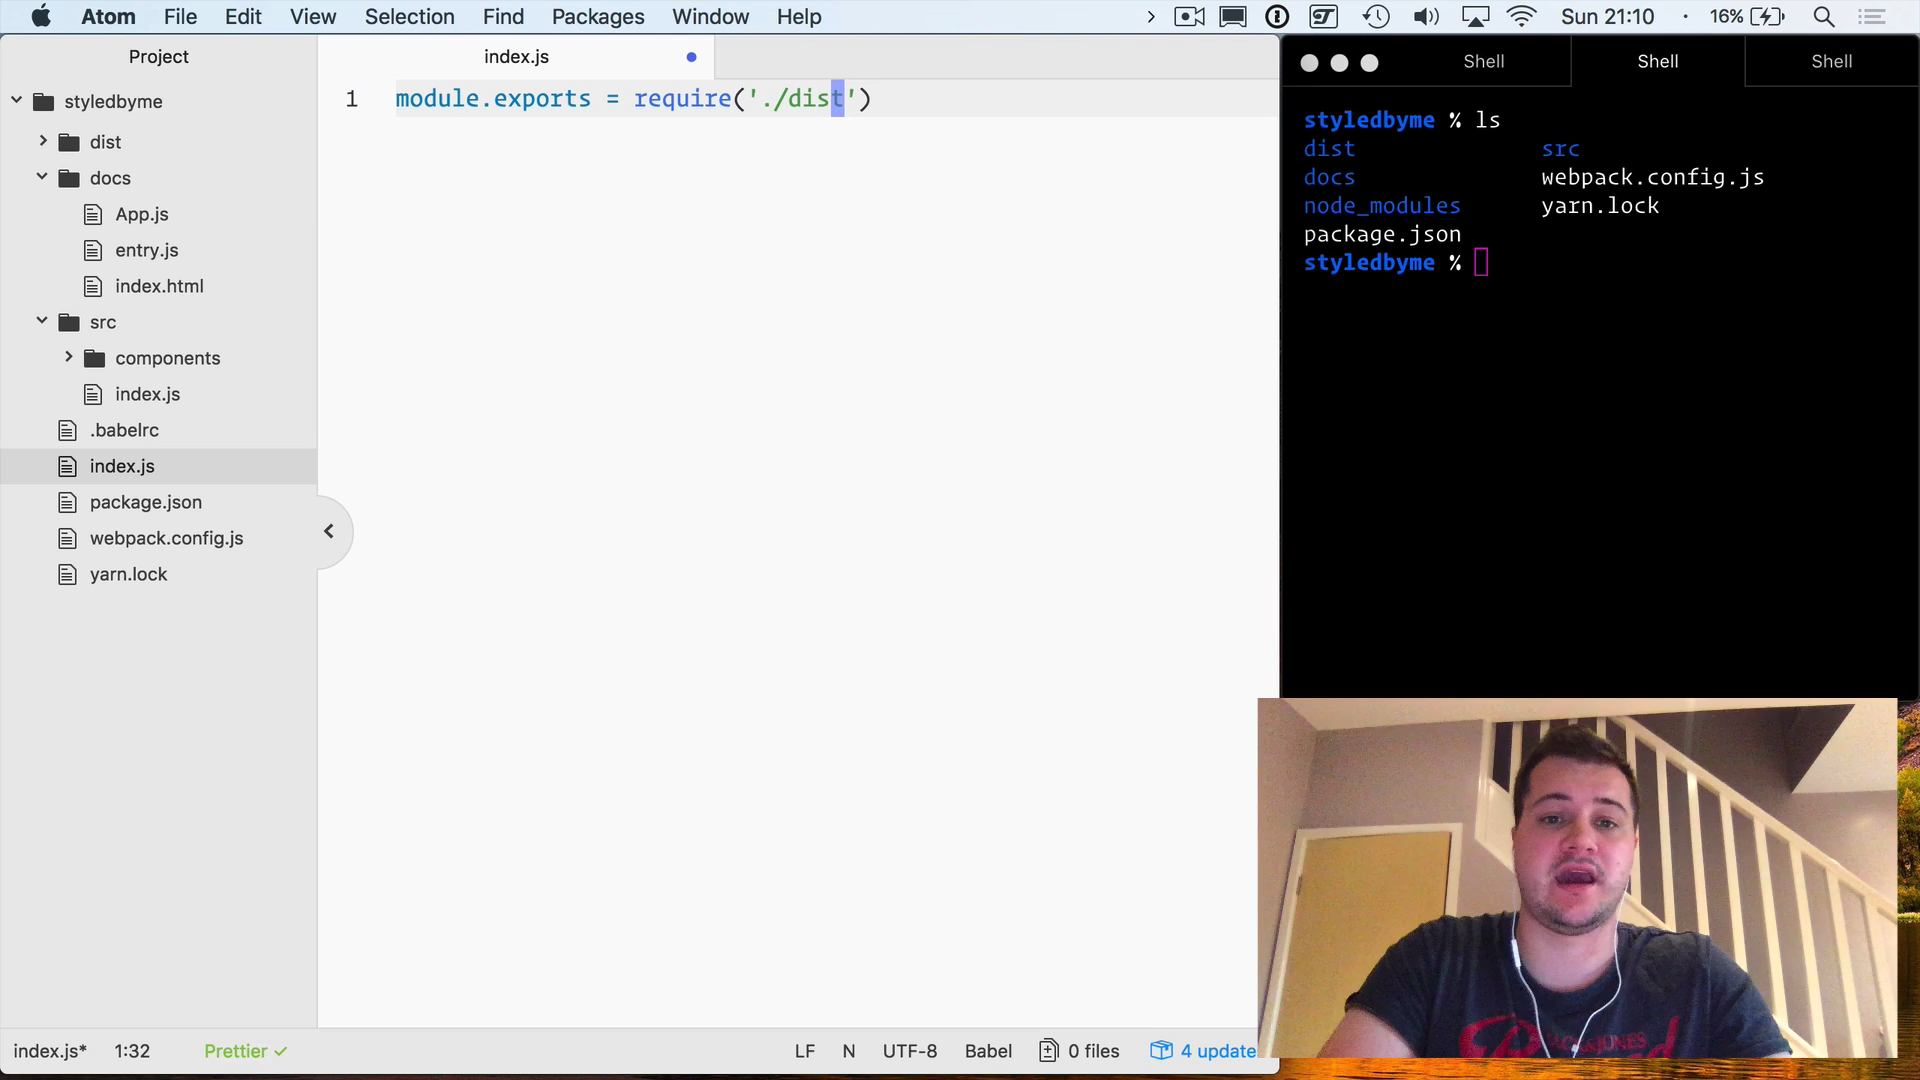 Atom File Edit View Selection Find Packages Window Help Sun 21:10 16%
Project
styledbyme
dist
docs
App.js
entry.js
index.html
src
components
index.js
.babelrc
index.js
package.json
webpack.config.js
yarn.lock
index.js
1 module.exports = require('./dist')
Shell Shell Shell
styledbyme % ls
dist src
docs webpack.config.js
node_modules yarn.lock
package.json
styledbyme %
index.js* 1:32 Prettier ✓ LF N UTF-8 Babel 0 files 4 update